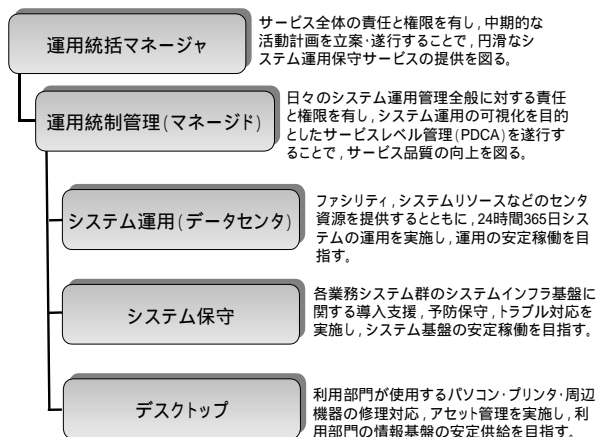 運用統括マネージャ
サービス全体の責任と権限を有し,中期的な
活動計画を立案・遂行することで,円滑なシ
ステム運用保守サービスの提供を図る。
運用統制管理(マネージド)
日々のシステム運用管理全般に対する責任
と権限を有し,システム運用の可視化を目的
としたサービスレベル管理(PDCA)を遂行す
ることで,サービス品質の向上を図る。
システム運用(データセンタ)
ファシリティ,システムリソースなどのセンタ
資源を提供するとともに,24時間365日シス
テムの運用を実施し,運用の安定稼働を目
指す。
システム保守
各業務システム群のシステムインフラ基盤に
関する導入支援,予防保守,トラブル対応を
実施し,システム基盤の安定稼働を目指す。
デスクトップ
利用部門が使用するパソコン・プリンタ・周辺
機器の修理対応,アセット管理を実施し,利
用部門の情報基盤の安定供給を目指す。